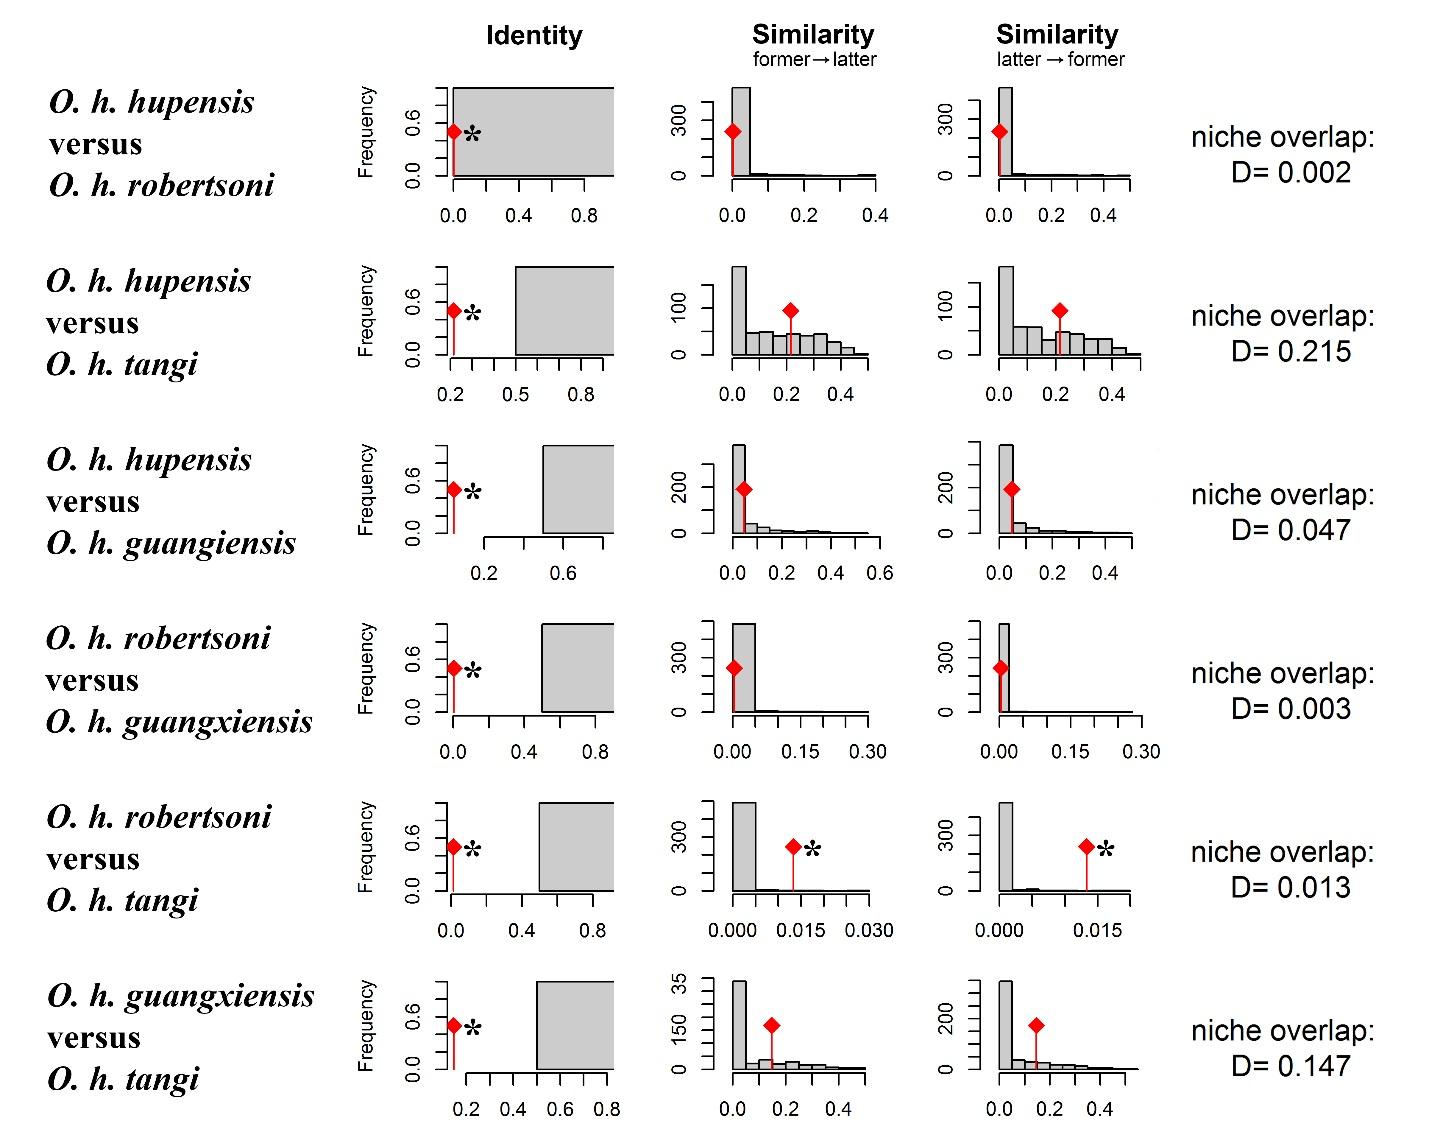 Identity
Similarity
former→latter
Similarity
latter → former
O. h. hupensis
versus
O. h. robertsoni
Frequency
0.0 0.6
*
0.0 0.4 0.8
0 300
0.0 0.2 0.4
0 300
0.0 0.2 0.4
niche overlap:
D= 0.002
O. h. hupensis
versus
O. h. tangi
Frequency
0.0 0.6
*
0.2 0.5 0.8
0 100
0.0 0.2 0.4
0 100
0.0 0.2 0.4
niche overlap:
D= 0.215
O. h. hupensis
versus
O. h. guangiensis
Frequency
0.0 0.6
*
0.2 0.6
0 200
0.0 0.2 0.4 0.6
0 200
0.0 0.2 0.4
niche overlap:
D= 0.047
O. h. robertsoni
versus
O. h. guangxiensis
Frequency
0.0 0.6
*
0.0 0.4 0.8
0 300
0.00 0.15 0.30
0 300
0.00 0.15 0.30
niche overlap:
D= 0.003
O. h. robertsoni
versus
O. h. tangi
Frequency
0.0 0.6
*
0.0 0.4 0.8
0 300
*
0.000 0.015 0.030
0 300
*
0.000 0.015
niche overlap:
D= 0.013
O. h. guangxiensis
versus
O. h. tangi
Frequency
0.0 0.6
*
0.2 0.4 0.6 0.8
0 150 35
0.0 0.2 0.4
0 200
0.0 0.2 0.4
niche overlap:
D= 0.147